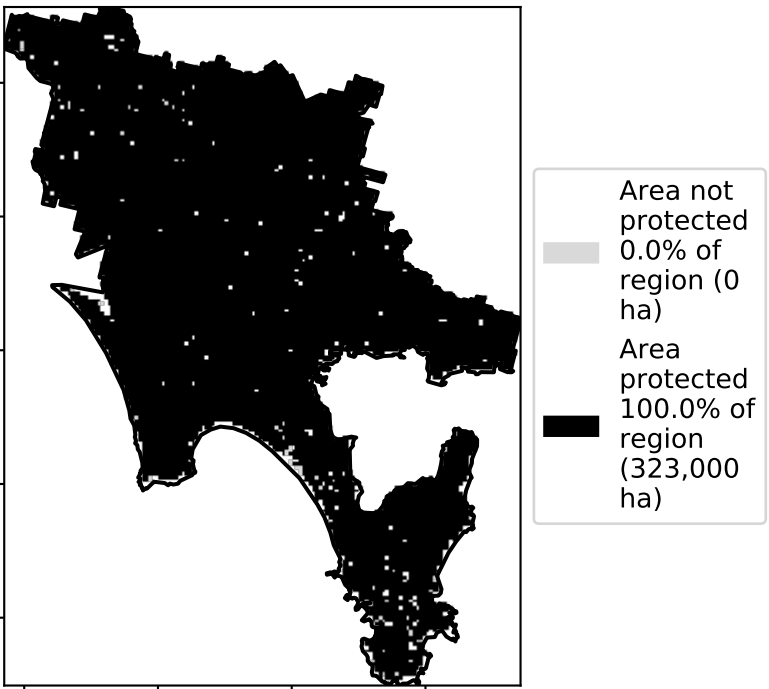 Area not
protected
0.0% of
region (0
ha)
Area
protected
100.0% of
region
(323,000
ha)